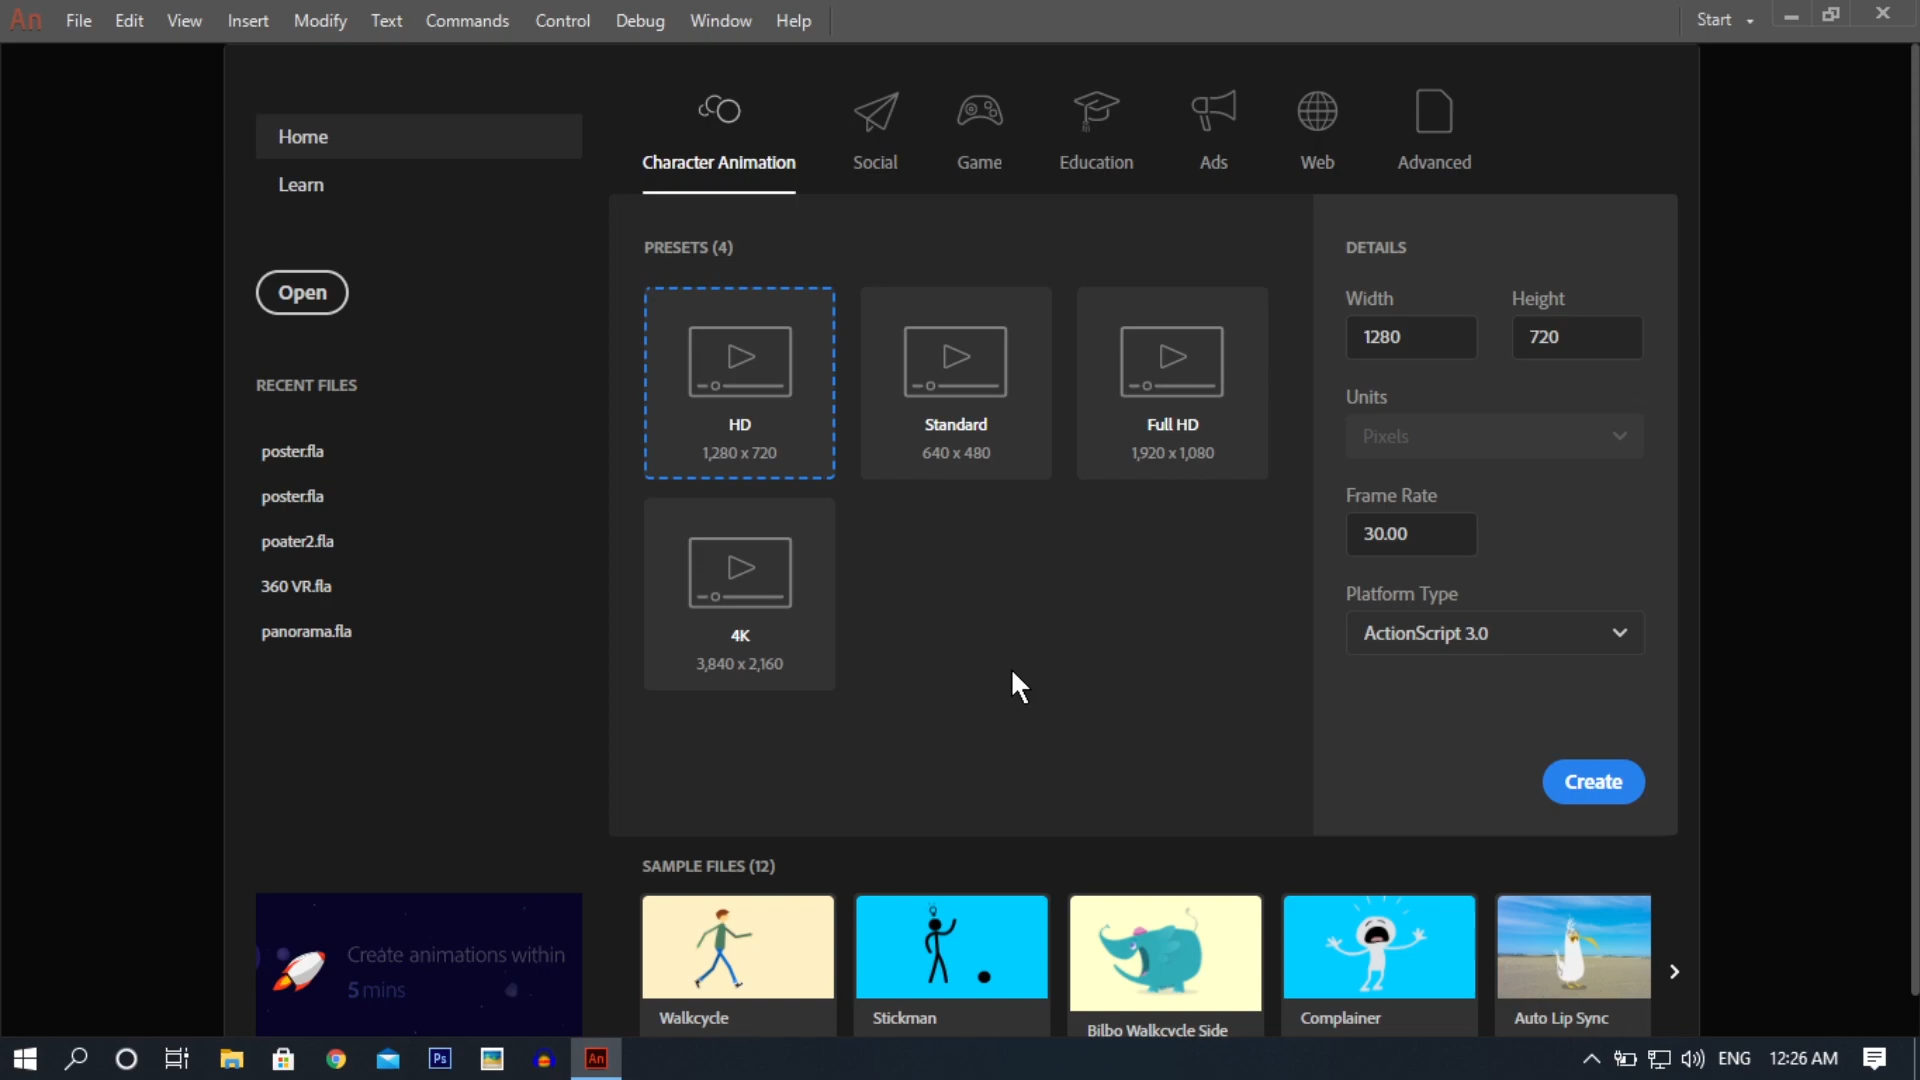 An File Edit View Insert Modify Text Commands Control Debug Window Help Start
Home
Learn
Open
RECENT FILES
poster.fla
poster.fla
poater2.fla
360 VR.fla
panorama.fla
Create animations within
5 mins
Character Animation Social Game Education Ads Web Advanced
PRESETS (4)
HD
1,280 x 720
Standard
640 x 480
Full HD
1,920 x 1,080
4K
3,840 x 2,160
DETAILS
Width Height
1280 720
Units
Pixels
Frame Rate
30.00
Platform Type
ActionScript 3.0
Create
SAMPLE FILES (12)
Walkcycle
Stickman
Bilbo Walkcycle Side
Complainer
Auto Lip Sync
Ps An ENG 12:26 AM